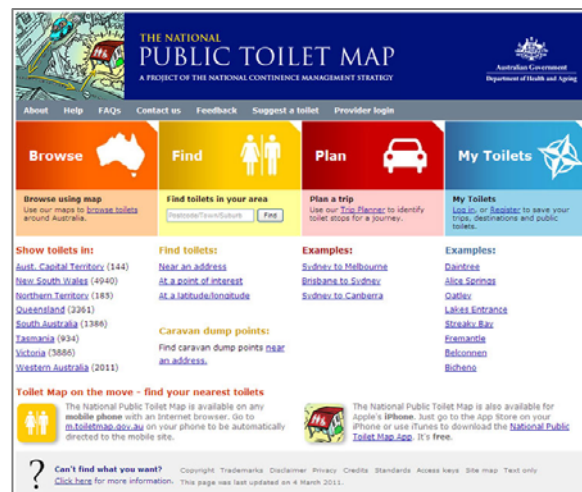 THE NATIONAL
PUBLIC TOILET MAP
A PROJECT OF THE NATIONAL CONTINENCE MANAGEMENT STRATEGY
Australian Government
Department of Health and Ageing
About Help FAQs Contact us Feedback Suggest a toilet Provider login
Browse
Find
Plan
My Toilets
Browse using map
Use our maps to browse toilets
around Australia.
Find toilets in your area
Postcode/Town/Suburb Find
Plan a trip
Use our Trip Planner to identify
toilet stops for a journey.
My Toilets
Log in, or Register to save your
trips, destinations and public
toilets.
Show toilets in:
Aust. Capital Territory (144)
New South Wales (4940)
Northern Territory (185)
Queensland (3361)
South Australia (1386)
Tasmania (934)
Victoria (3886)
Western Australia (2011)
Find toilets:
Near an address
At a point of interest
At a latitude/longitude
Caravan dump points:
Find caravan dump points near
an address.
Examples:
Sydney to Melbourne
Brisbane to Sydney
Sydney to Canberra
Examples:
Daintree
Alice Springs
Oatley
Lakes Entrance
Streaky Bay
Fremantle
Belconnen
Bicheno
Toilet Map on the move - find your nearest toilets
The National Public Toilet Map is available on any
mobile phone with an Internet browser. Go to
m.toiletmap.gov.au on your phone to be automatically
directed to the mobile site.
The National Public Toilet Map is also available for
Apple's iPhone. Just go to the App Store on your
iPhone or use iTunes to download the National Public
Toilet Map App. It's free.
?
Can't find what you want?
Click here for more information.
Copyright Trademarks Disclaimer Privacy Credits Standards Access keys Site map Text only
This page was last updated on 4 March 2011.